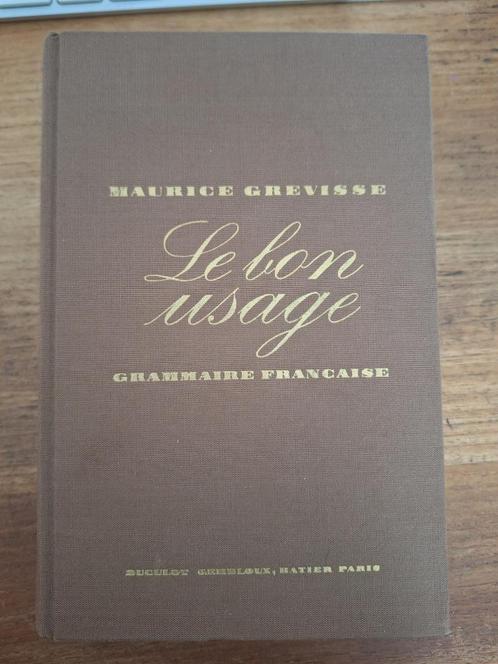 MAURICE GREVISSE
Le bon
usage
GRAMMAIRE FRANCAISE
DUCULOT GEMBLOUX, HATIER PARIS